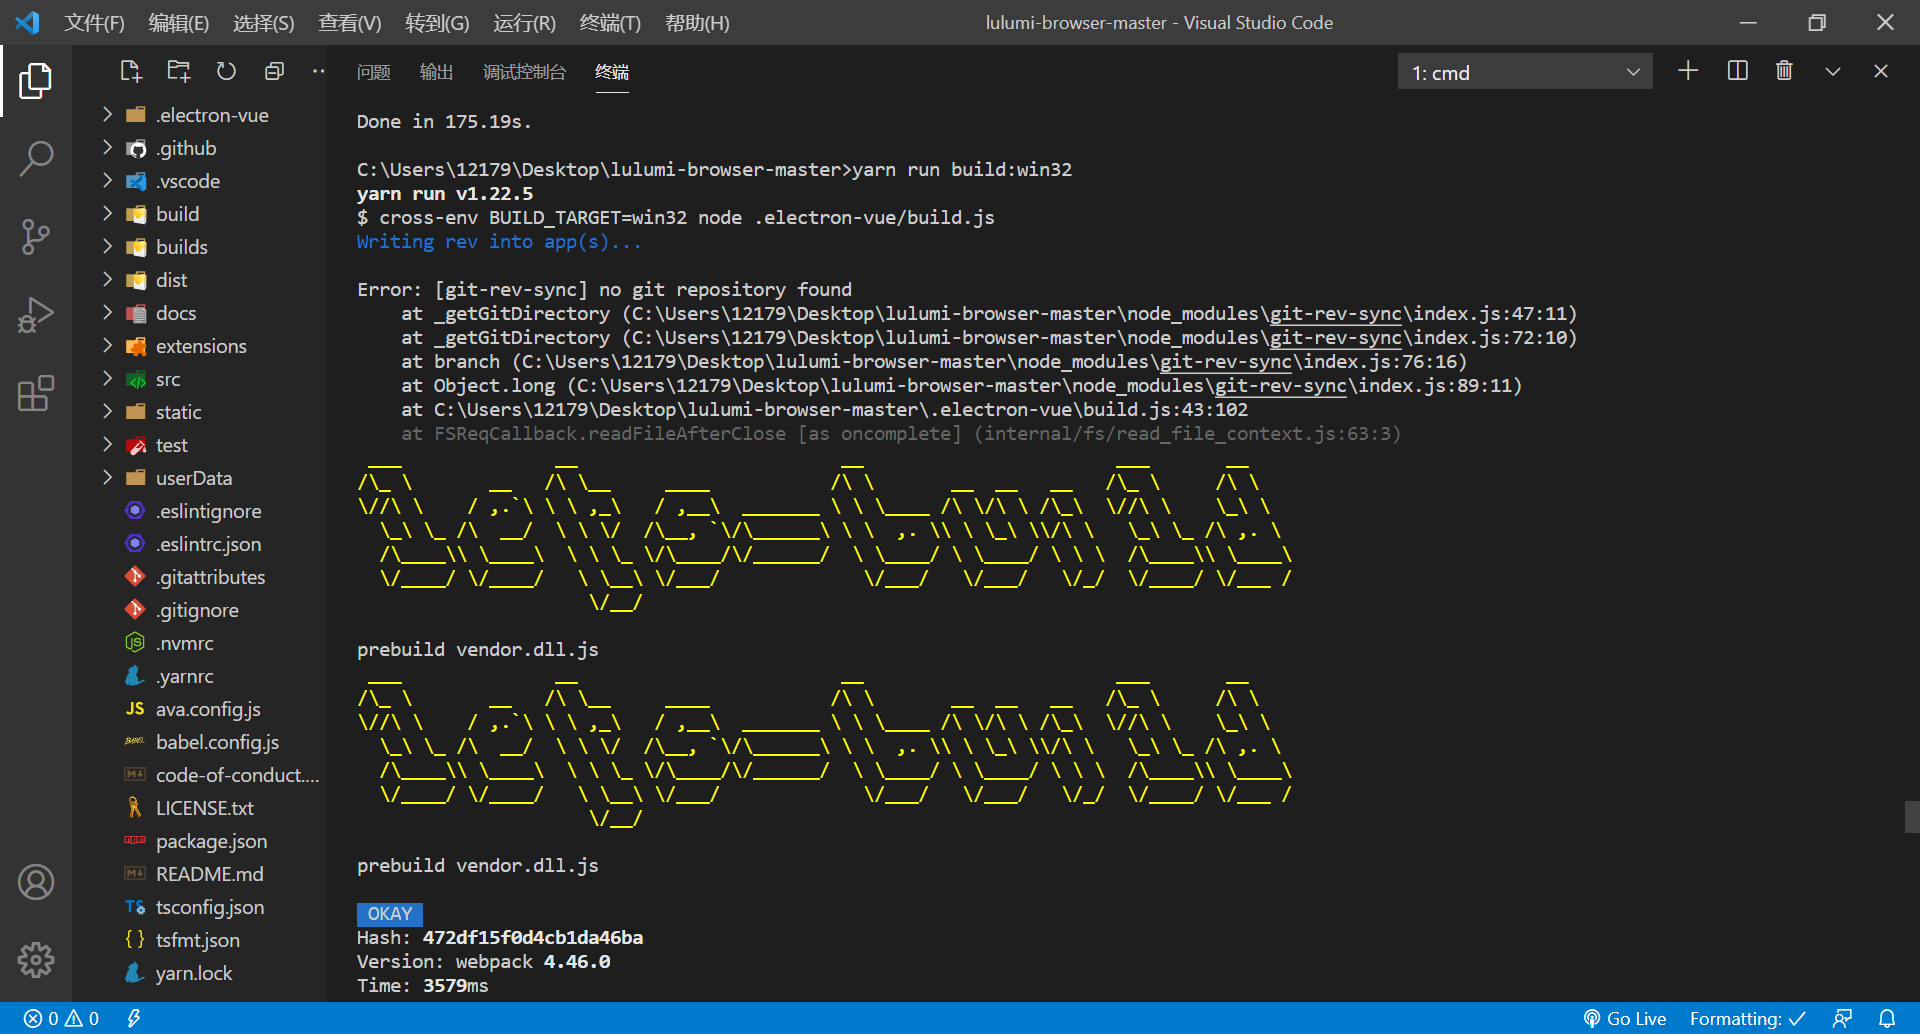 文件(F) 编辑(E) 选择(S) 查看(V) 转到(G) 运行(R) 终端(T) 帮助(H) lulumi-browser-master - Visual Studio Code
问题 输出 调试控制台 终端 1: cmd
.electron-vue
.github
.vscode
build
builds
dist
docs
extensions
src
static
test
userData
.eslintignore
.eslintrc.json
.gitattributes
.gitignore
.nvmrc
.yarnrc
JS ava.config.js
BABEL babel.config.js
M↓ code-of-conduct....
LICENSE.txt
package.json
M↓ README.md
TS tsconfig.json
{ } tsfmt.json
yarn.lock
Done in 175.19s.
C:\Users\12179\Desktop\lulumi-browser-master>yarn run build:win32
yarn run v1.22.5
$ cross-env BUILD_TARGET=win32 node .electron-vue/build.js
Writing rev into app(s)...
Error: [git-rev-sync] no git repository found
at _getGitDirectory (C:\Users\12179\Desktop\lulumi-browser-master\node_modules\git-rev-sync\index.js:47:11)
at _getGitDirectory (C:\Users\12179\Desktop\lulumi-browser-master\node_modules\git-rev-sync\index.js:72:10)
at branch (C:\Users\12179\Desktop\lulumi-browser-master\node_modules\git-rev-sync\index.js:76:16)
at Object.long (C:\Users\12179\Desktop\lulumi-browser-master\node_modules\git-rev-sync\index.js:89:11)
at C:\Users\12179\Desktop\lulumi-browser-master\.electron-vue\build.js:43:102
at FSReqCallback.readFileAfterClose [as oncomplete] (internal/fs/read_file_context.js:63:3)
lets-build
prebuild vendor.dll.js
lets-build
prebuild vendor.dll.js
OKAY
Hash: 472df15f0d4cb1da46ba
Version: webpack 4.46.0
Time: 3579ms
0 0 Go Live Formatting: ✓